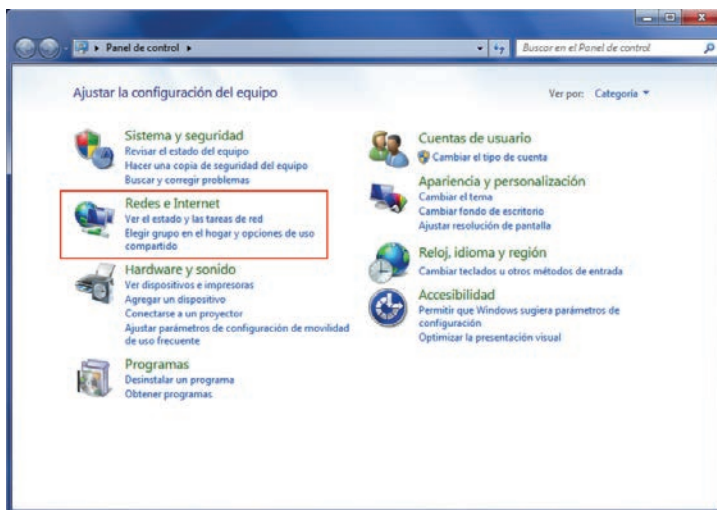 Panel de control
Buscar en el Panel de control
Ajustar la configuración del equipo
Ver por: Categoría
Sistema y seguridad
Revisar el estado del equipo
Hacer una copia de seguridad del equipo
Buscar y corregir problemas
Redes e Internet
Ver el estado y las tareas de red
Elegir grupo en el hogar y opciones de uso
compartido
Hardware y sonido
Ver dispositivos e impresoras
Agregar un dispositivo
Conectarse a un proyector
Ajustar parámetros de configuración de movilidad
de uso frecuente
Programas
Desinstalar un programa
Obtener programas
Cuentas de usuario
Cambiar el tipo de cuenta
Apariencia y personalización
Cambiar el tema
Cambiar fondo de escritorio
Ajustar resolución de pantalla
Reloj, idioma y región
Cambiar teclados u otros métodos de entrada
Accesibilidad
Permitir que Windows sugiera parámetros de
configuración
Optimizar la presentación visual